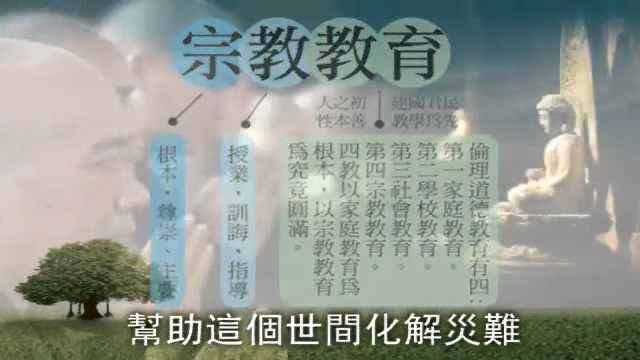 宗教教育
人之初
性本善
建國君民
教學爲先
根本、尊崇、主要
授業、訓誨、指導
倫理道德教育有四：
第一家庭教育。
第二學校教育。
第三社會教育。
第四宗教教育。
四教以家庭教育爲
根本，以宗教教育
爲究竟圓滿。
幫助這個世間化解災難